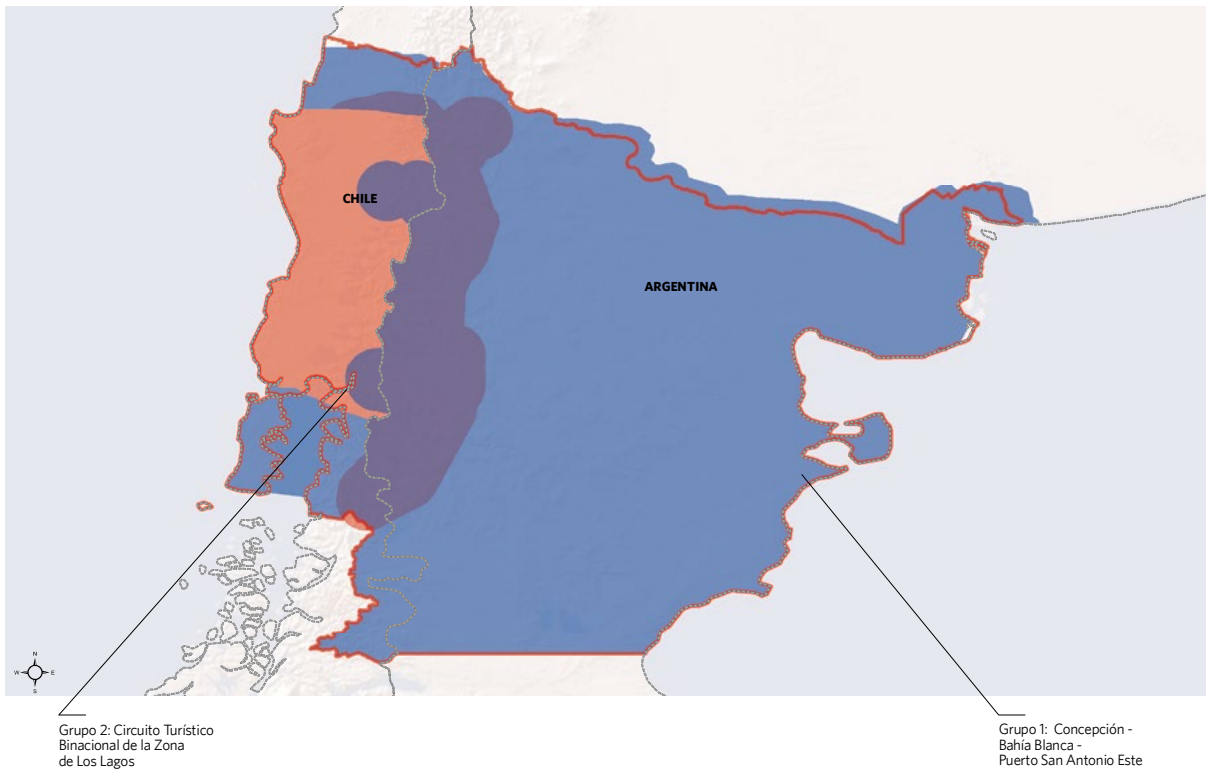 CHILE
ARGENTINA
N
W
E
S
Grupo 2: Circuito Turístico
Binacional de la Zona
de Los Lagos
Grupo 1: Concepción -
Bahía Blanca -
Puerto San Antonio Este